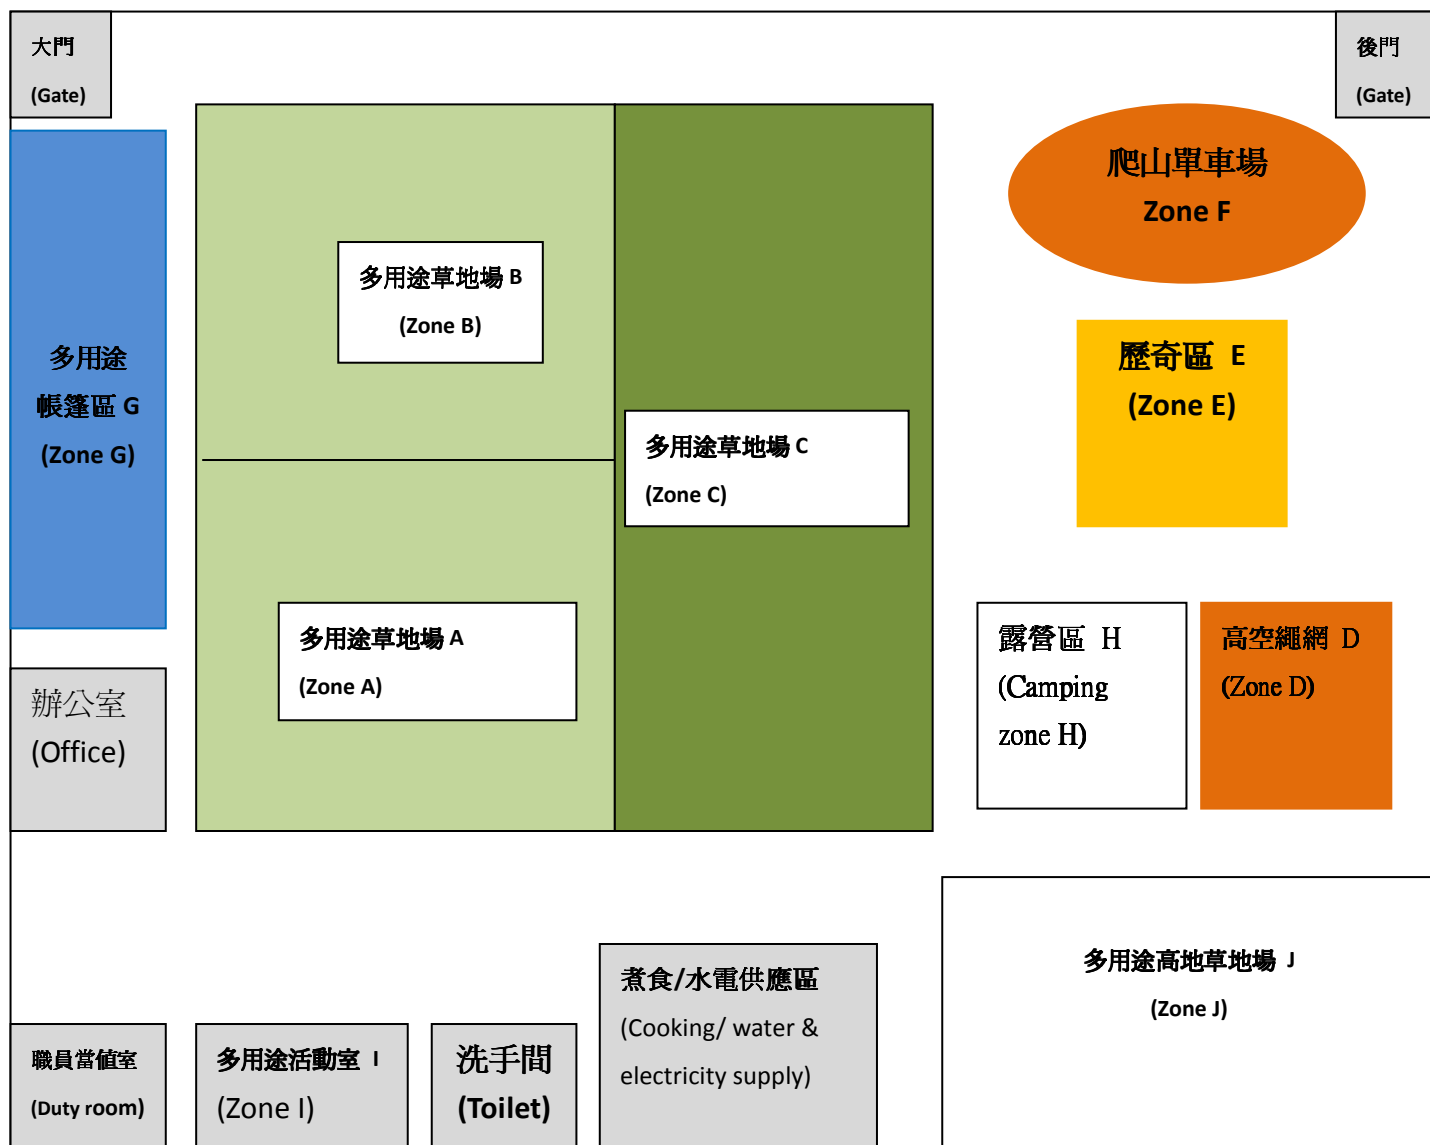 大門
(Gate)
後門
(Gate)
爬山單車場
Zone F
多用途草地場 B
(Zone B)
多用途
帳篷區 G
(Zone G)
歷奇區 E
(Zone E)
多用途草地場 C
(Zone C)
多用途草地場 A
(Zone A)
露營區 H
(Camping
zone H)
高空繩網 D
(Zone D)
辦公室
(Office)
多用途高地草地場 J
(Zone J)
煮食/水電供應區
(Cooking/ water &
electricity supply)
職員當值室
(Duty room)
多用途活動室 I
(Zone I)
洗手間
(Toilet)